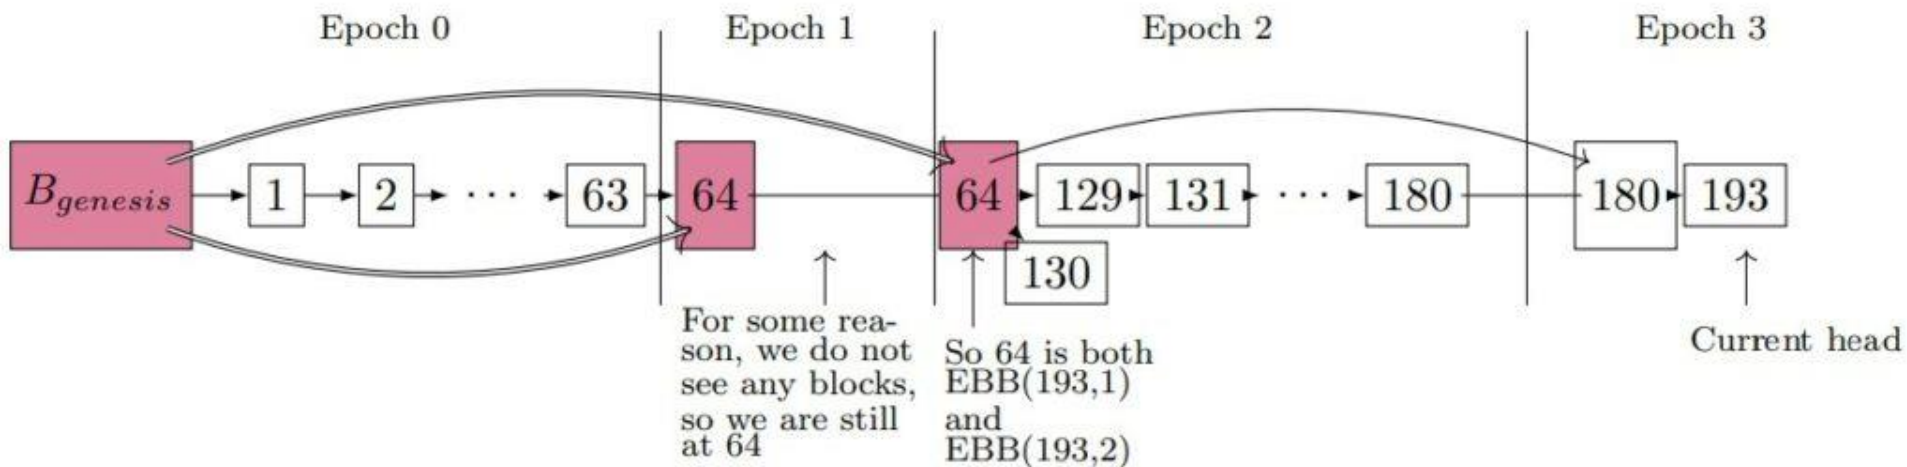 Epoch 0 Epoch 1 Epoch 2 Epoch 3
B_genesis 1 2 ... 63 64 64 129 131 ... 180 180 193
130
For some rea-
son, we do not
see any blocks,
so we are still
at 64
So 64 is both
EBB(193,1)
and
EBB(193,2)
Current head